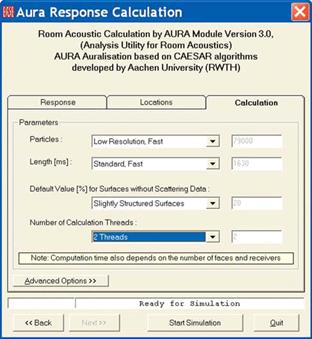 Aura Response Calculation
Room Acoustic Calculation by AURA Module Version 3.0,
(Analysis Utility for Room Acoustics)
AURA Auralisation based on CAESAR algorithms
developed by Aachen University (RWTH)
Response Locations Calculation
Parameters
Particles : Low Resolution, Fast 79000
Length [ms] : Standard, Fast 1630
Default Value [%] for Surfaces without Scattering Data :
Slightly Structured Surfaces 20
Number of Calculation Threads :
2 Threads 2
Note: Computation time also depends on the number of faces and receivers
Advanced Options >>
Ready for Simulation
<< Back Next >> Start Simulation Quit